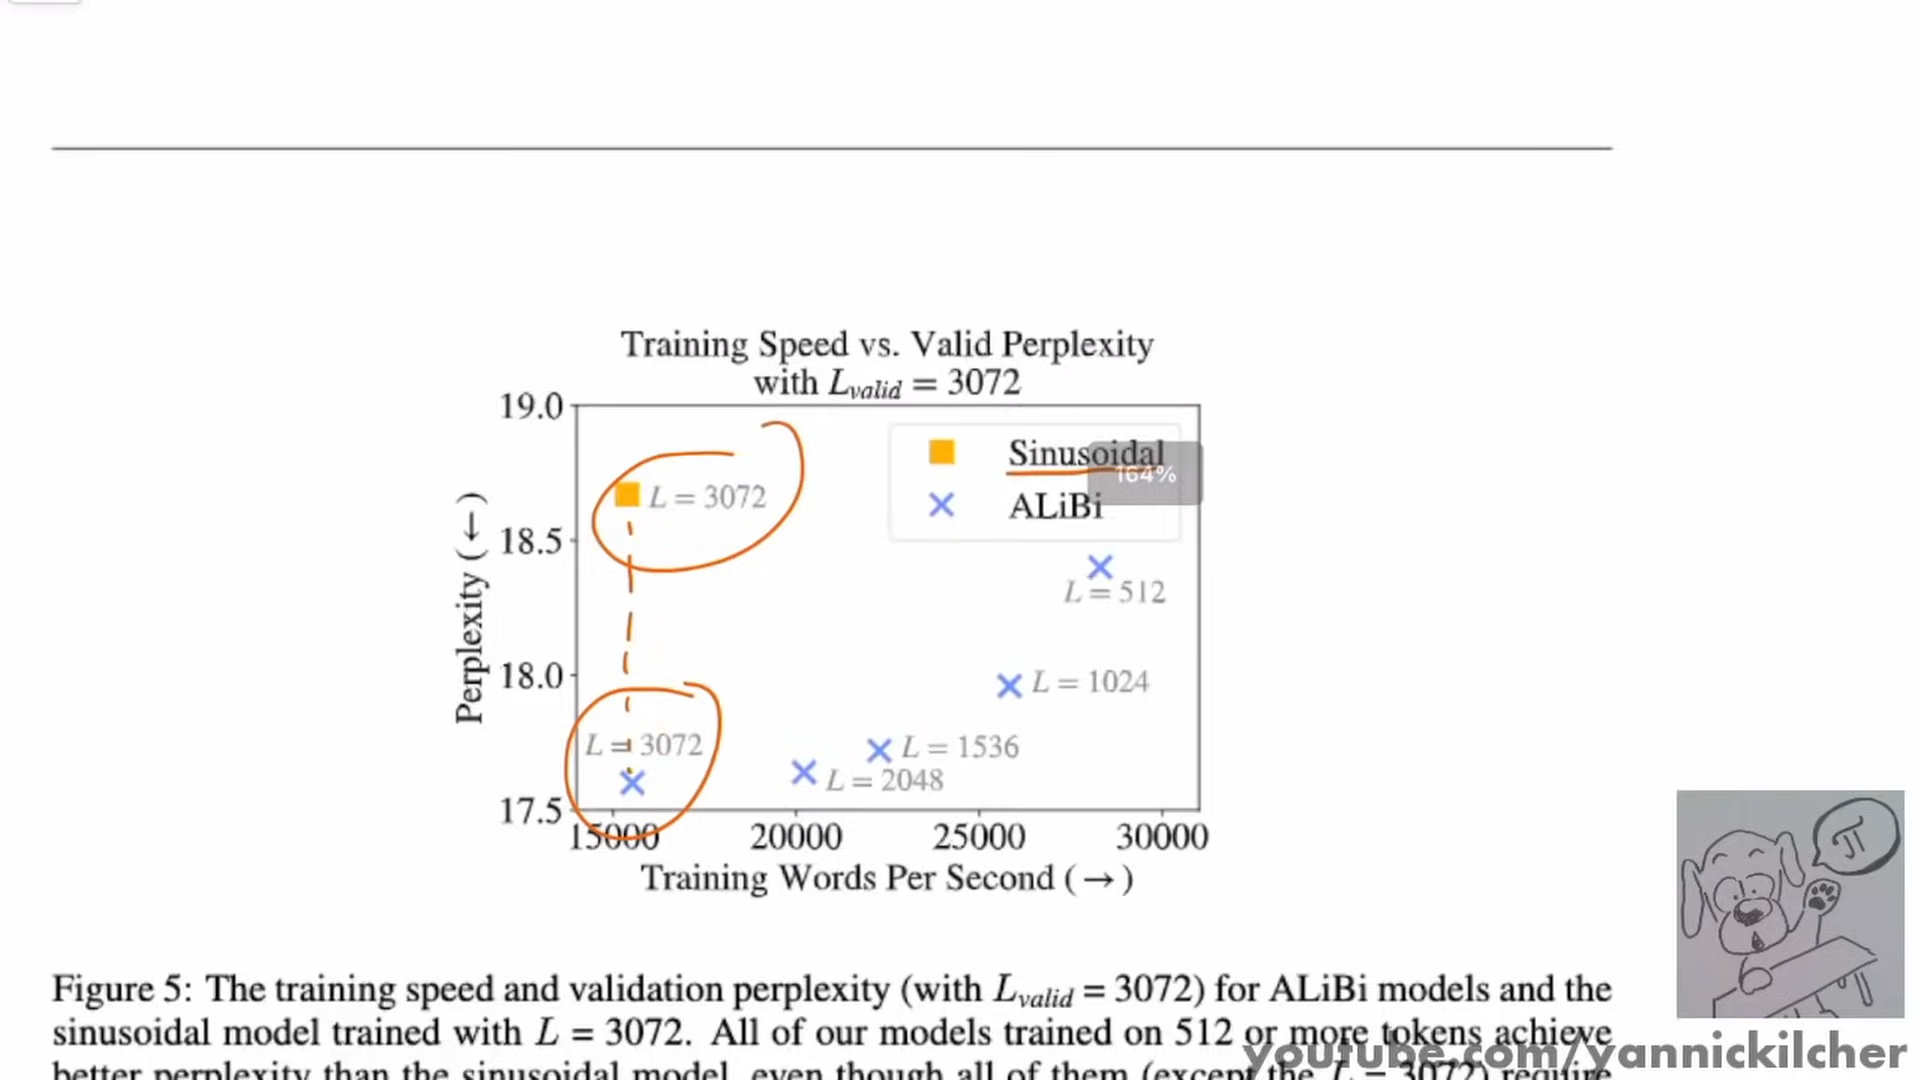 Training Speed vs. Valid Perplexity
with Lvalid = 3072
19.0
18.5
18.0
17.5
Perplexity (←)
Sinusoidal
164%
ALiBi
L = 3072
L = 512
L = 1024
L = 3072
L = 1536
L = 2048
15000 20000 25000 30000
Training Words Per Second (→)
π
Figure 5: The training speed and validation perplexity (with Lvalid = 3072) for ALiBi models and the
sinusoidal model trained with L = 3072. All of our models trained on 512 or more tokens achieve
better perplexity than the sinusoidal model, even though all of them (except the L = 3072) require
youtube.com/yannickilcher